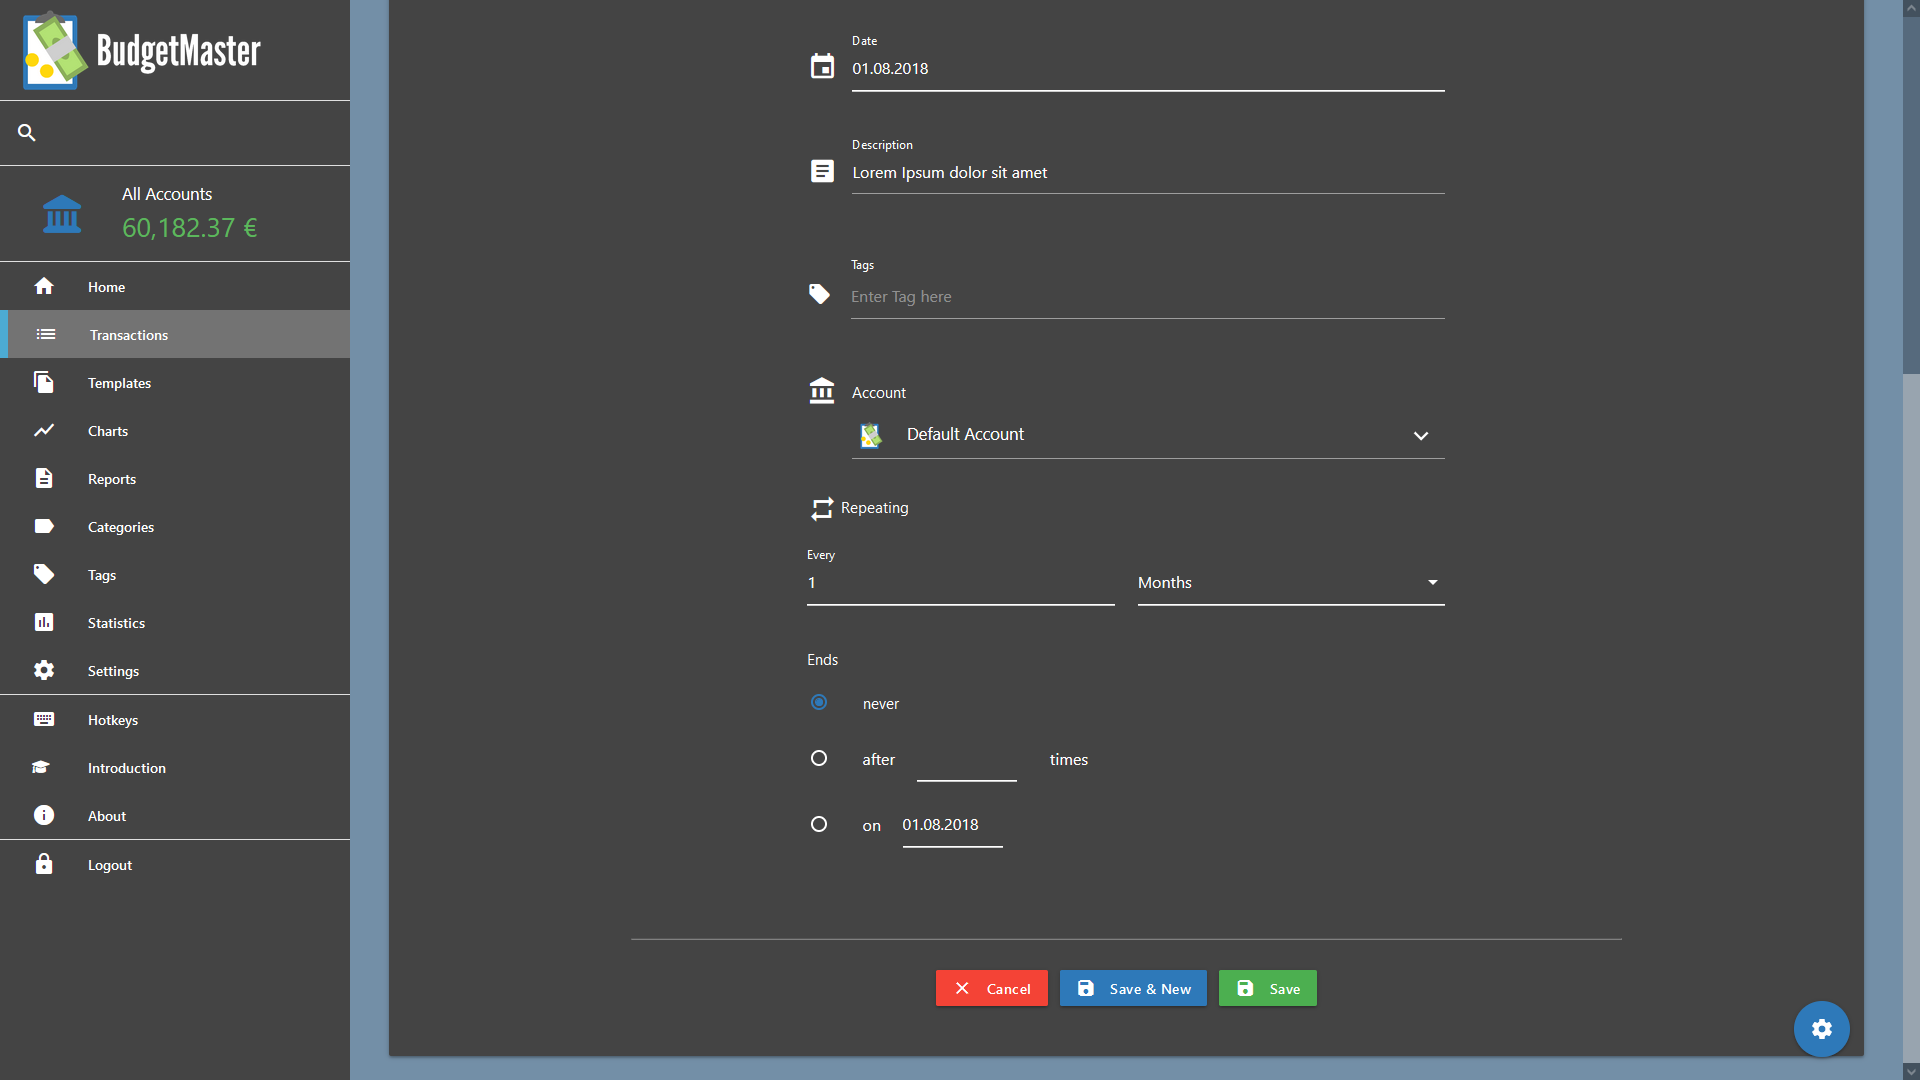 BudgetMaster
All Accounts
60,182.37 €
Home
Transactions
Templates
Charts
Reports
Categories
Tags
Statistics
Settings
Hotkeys
Introduction
About
Logout
Date
01.08.2018
Description
Lorem Ipsum dolor sit amet
Tags
Enter Tag here
Account
Default Account
Repeating
Every
1 Months
Ends
never
after times
on 01.08.2018
Cancel Save & New Save